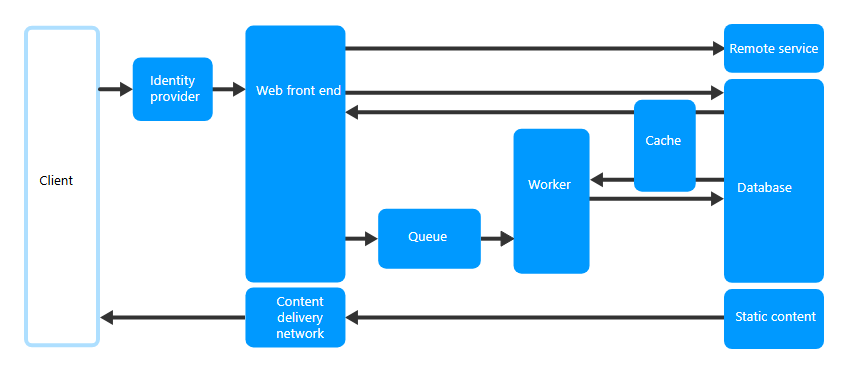 Client
Identity
provider
Web front end
Remote service
Cache
Worker
Database
Queue
Content
delivery
network
Static content